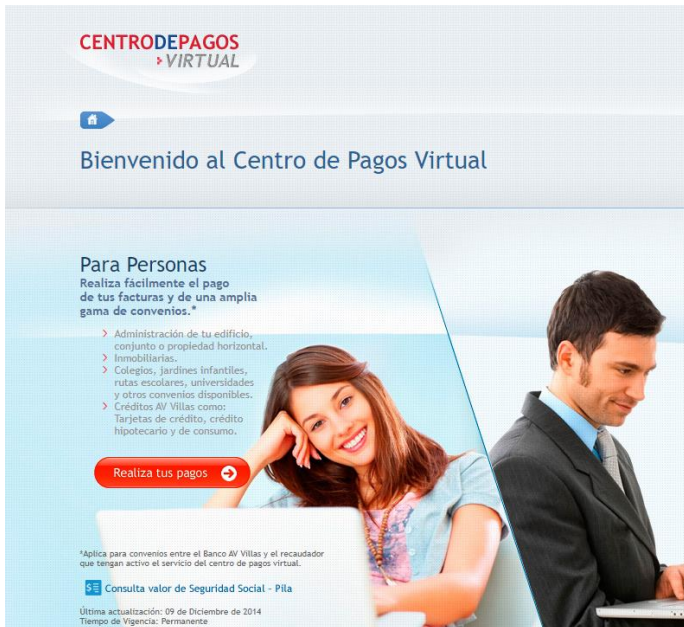 CENTRODEPAGOS
VIRTUAL
Bienvenido al Centro de Pagos Virtual
Para Personas
Realiza fácilmente el pago
de tus facturas y de una amplia
gama de convenios.*
Administración de tu edificio,
conjunto o propiedad horizontal.
Inmobiliarias.
Colegios, jardines infantiles,
rutas escolares, universidades
y otros convenios disponibles.
Créditos AV Villas como:
Tarjetas de crédito, crédito
hipotecario y de consumo.
Realiza tus pagos
*Aplica para convenios entre el Banco AV Villas y el recaudador
que tengan activo el servicio del centro de pagos virtual.
Consulta valor de Seguridad Social - Pila
Última actualización: 09 de Diciembre de 2014
Tiempo de Vigencia: Permanente